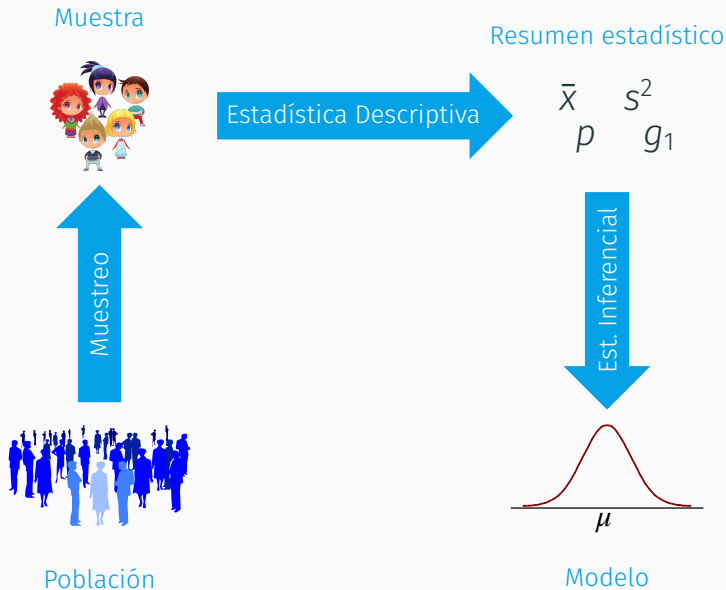 Muestra
Resumen estadístico
Estadística Descriptiva
x̄ s²
p g₁
Muestreo
Est. Inferencial
μ
Población
Modelo